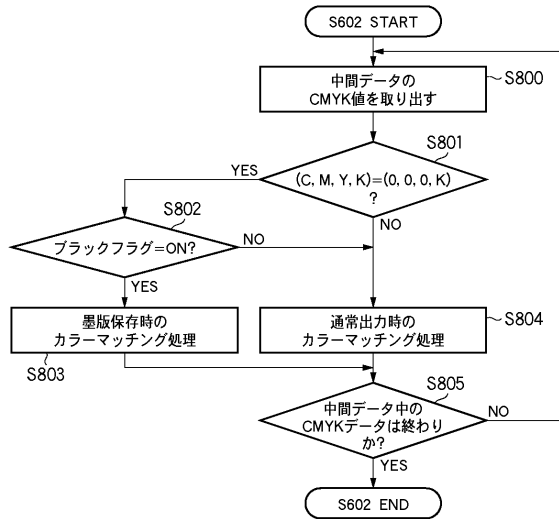 S602 START
中間データの
CMYK値を取り出す
S800
S801
(C, M, Y, K)=(0, 0, 0, K)
?
YES
NO
S802
ブラックフラグ=ON?
NO
YES
墨版保存時の
カラーマッチング処理
S803
通常出力時の
カラーマッチング処理
S804
S805
中間データ中の
CMYKデータは終わり
か?
NO
YES
S602 END